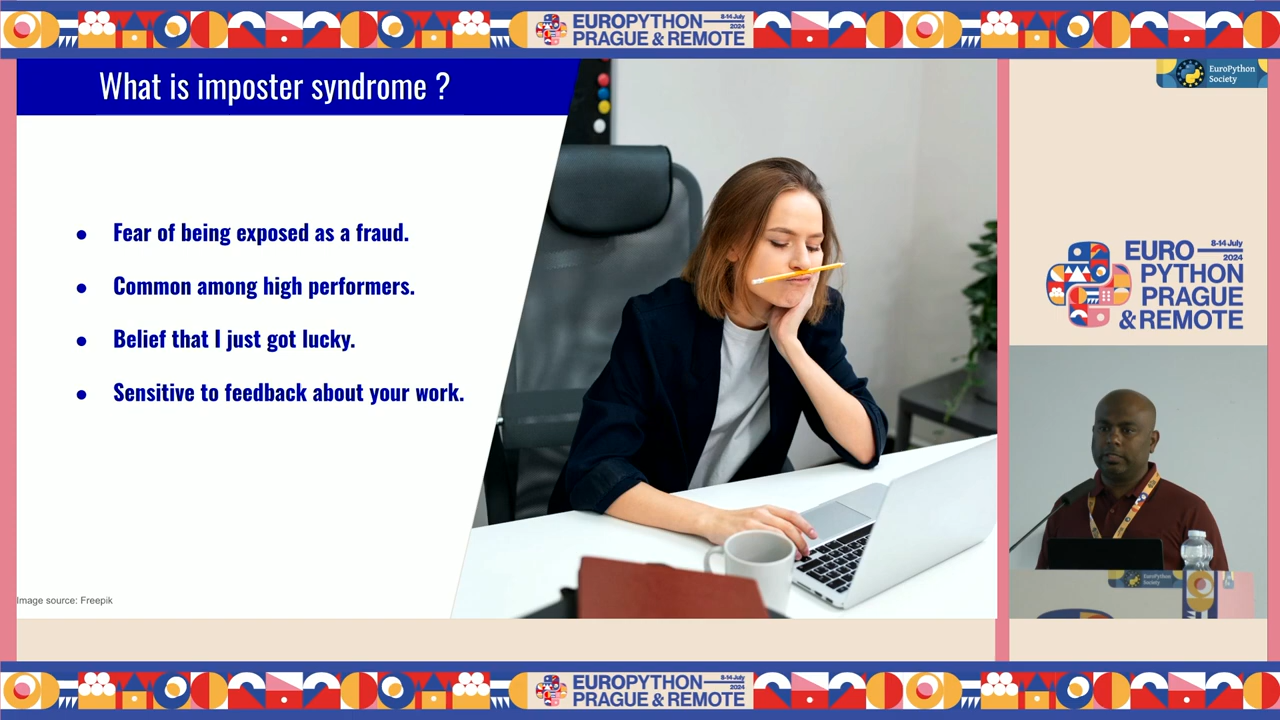 EUROPYTHON
8-14 July
2024
PRAGUE & REMOTE
What is imposter syndrome ?
Fear of being exposed as a fraud.
Common among high performers.
Belief that I just got lucky.
Sensitive to feedback about your work.
Image source: Freepik
EuroPython
Society
EURO
8-14 July
2024
PYTHON
PRAGUE
& REMOTE
EuroPython
Society
EUROPYTHON
8-14 July
2024
PRAGUE & REMOTE